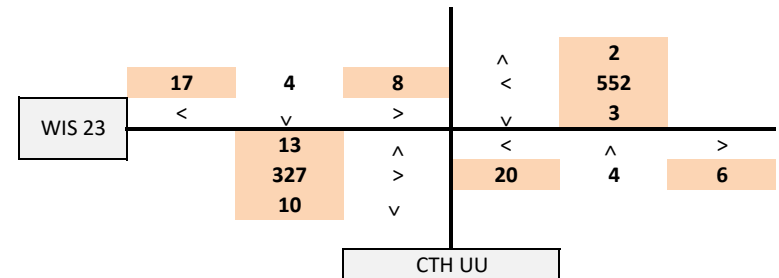 ^ 2
17 4 8 < 552
WIS 23 < v > v 3
13 ^ < ^ >
327 > 20 4 6
10 v
CTH UU